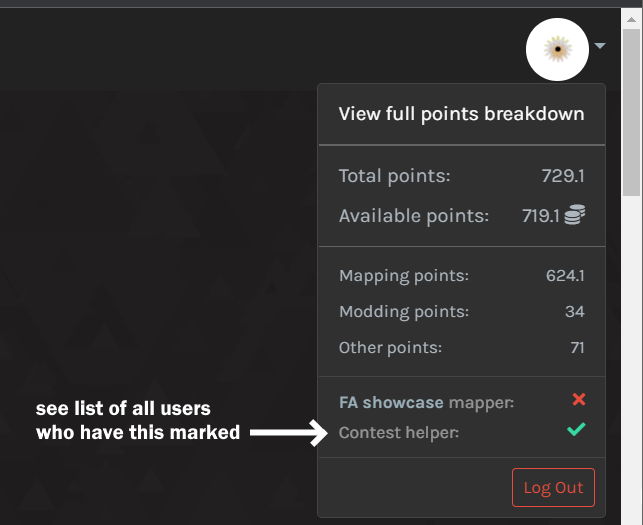 View full points breakdown
Total points: 729.1
Available points: 719.1
Mapping points: 624.1
Modding points: 34
Other points: 71
FA showcase mapper:
see list of all users
who have this marked
Contest helper:
Log Out